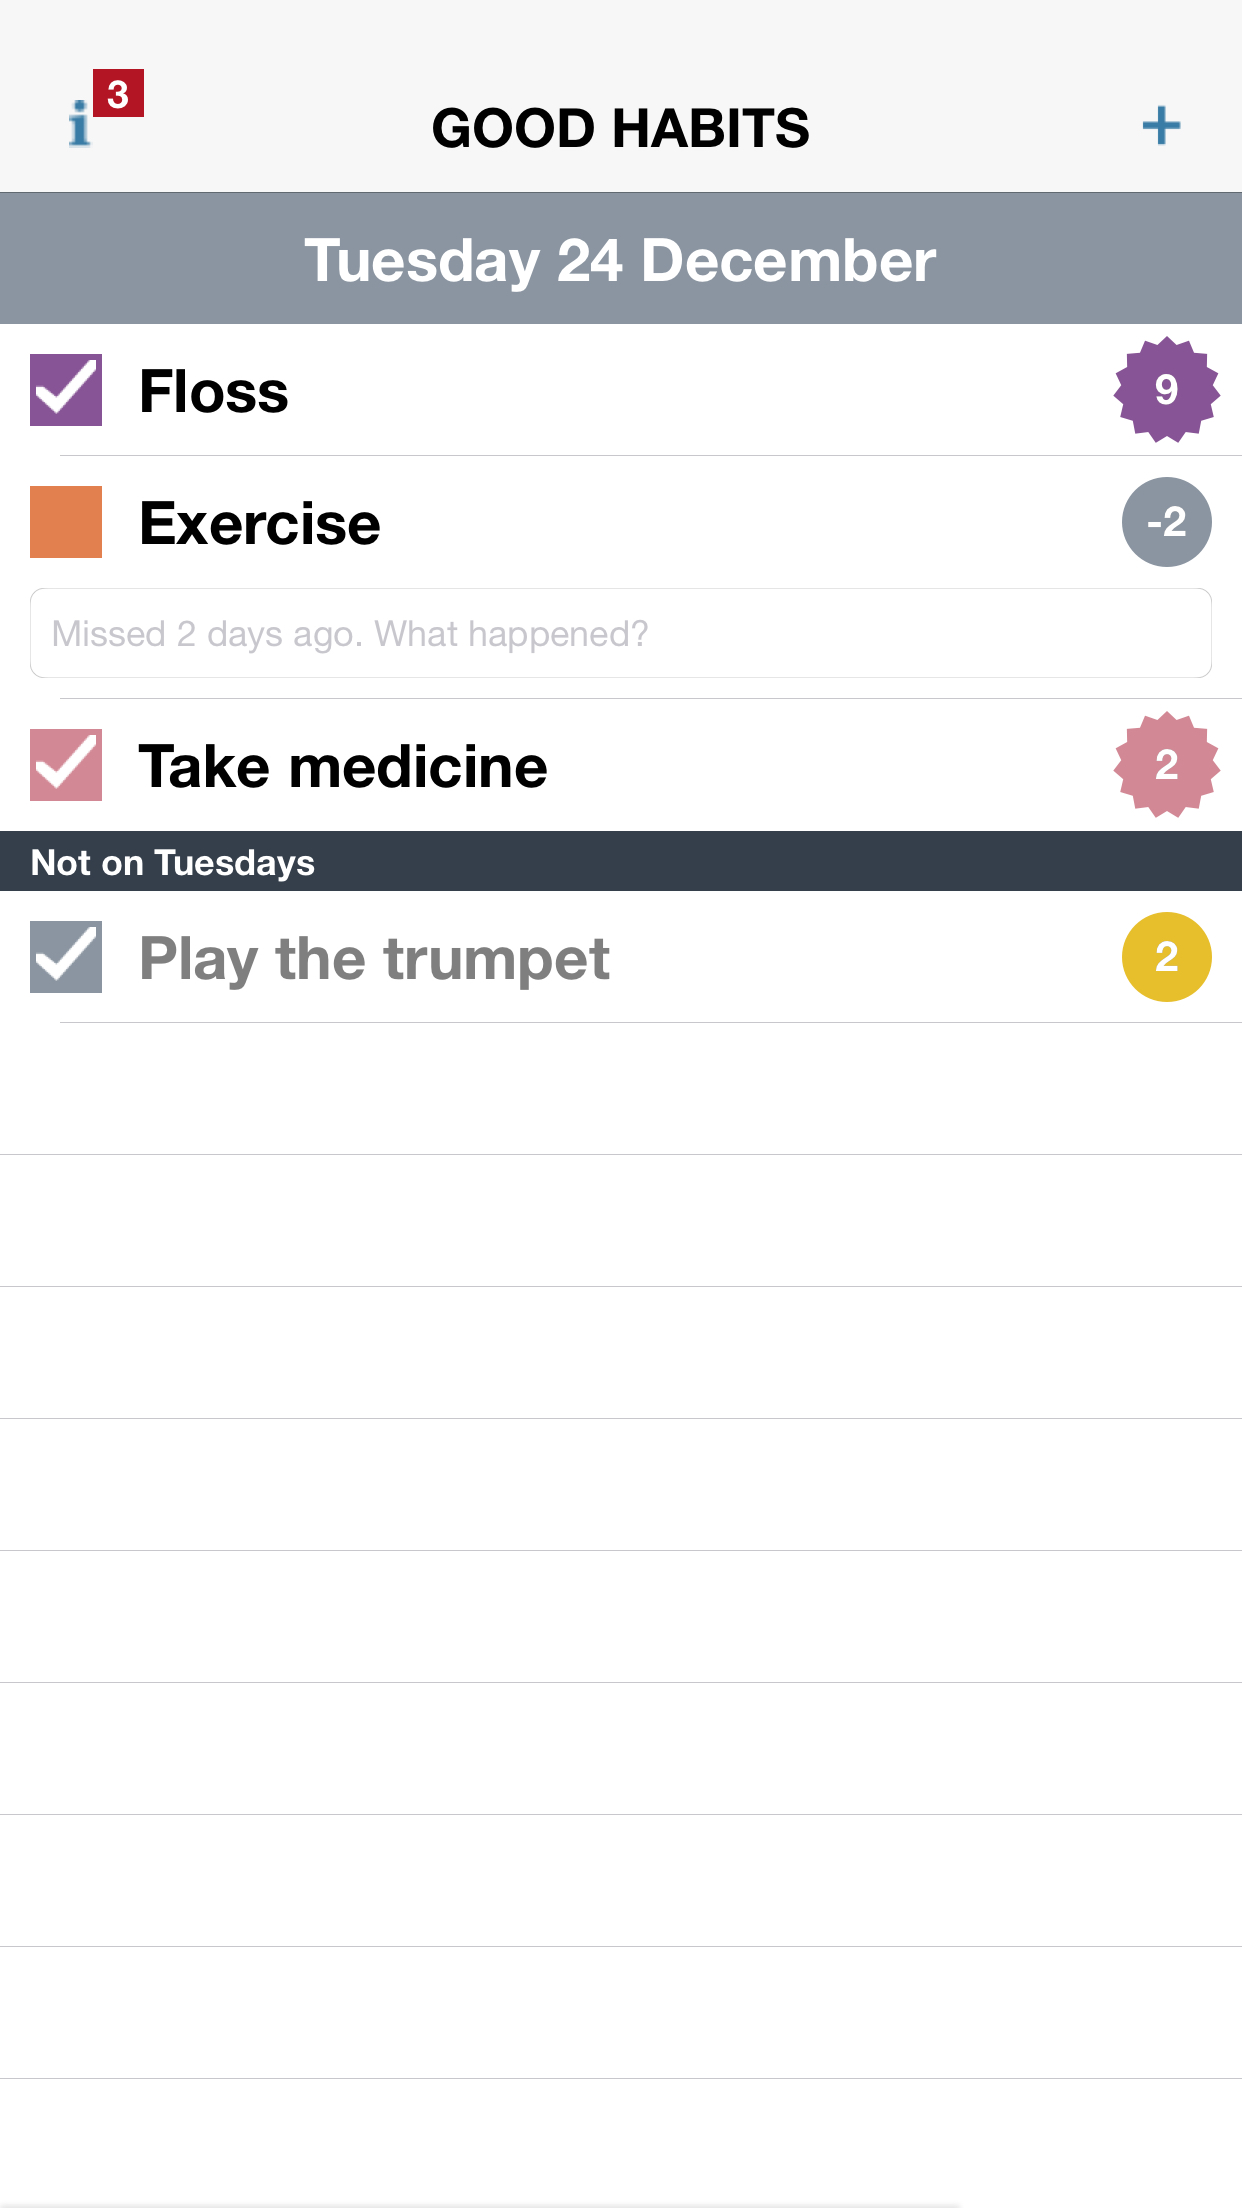 i 3
GOOD HABITS
+
Tuesday 24 December
Floss 9
Exercise -2
Missed 2 days ago. What happened?
Take medicine 2
Not on Tuesdays
Play the trumpet 2